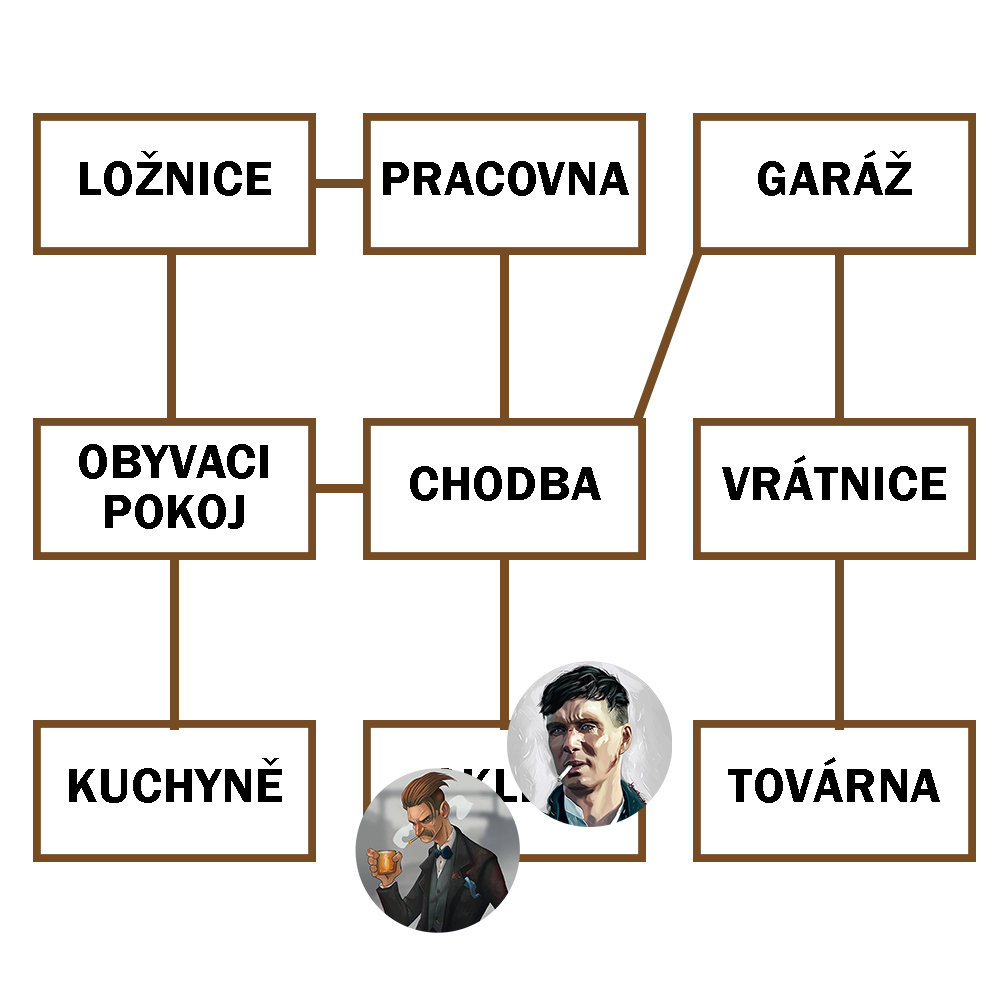 LOŽNICE
PRACOVNA
GARÁŽ
OBYVACI
POKOJ
CHODBA
VRÁTNICE
KUCHYNĚ
TOVÁRNA